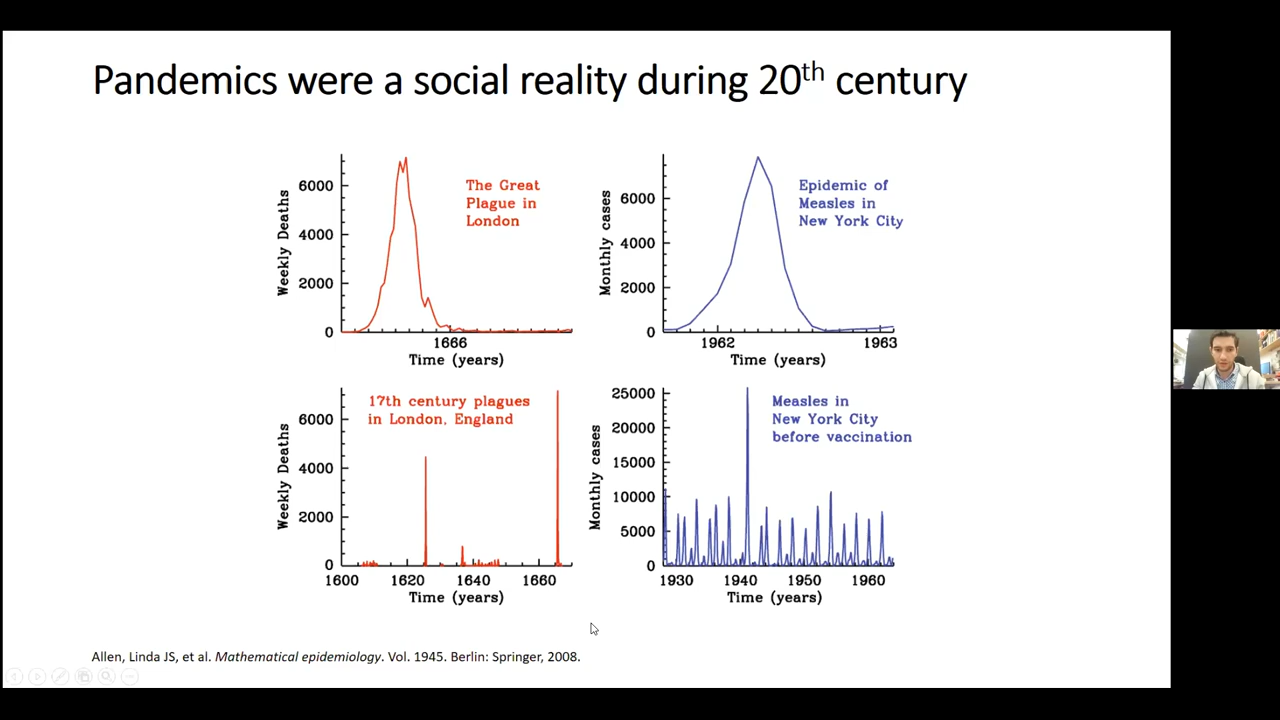 Pandemics were a social reality during 20th century
Weekly Deaths
6000
4000
2000
0
The Great
Plague in
London
1666
Time (years)
Monthly cases
6000
4000
2000
0
Epidemic of
Measles in
New York City
1962
1963
Time (years)
Weekly Deaths
6000
4000
2000
0
17th century plagues
in London, England
1600
1620
1640
1660
Time (years)
Monthly cases
25000
20000
15000
10000
5000
0
Measles in
New York City
before vaccination
1930
1940
1950
1960
Time (years)
Allen, Linda JS, et al. Mathematical epidemiology. Vol. 1945. Berlin: Springer, 2008.